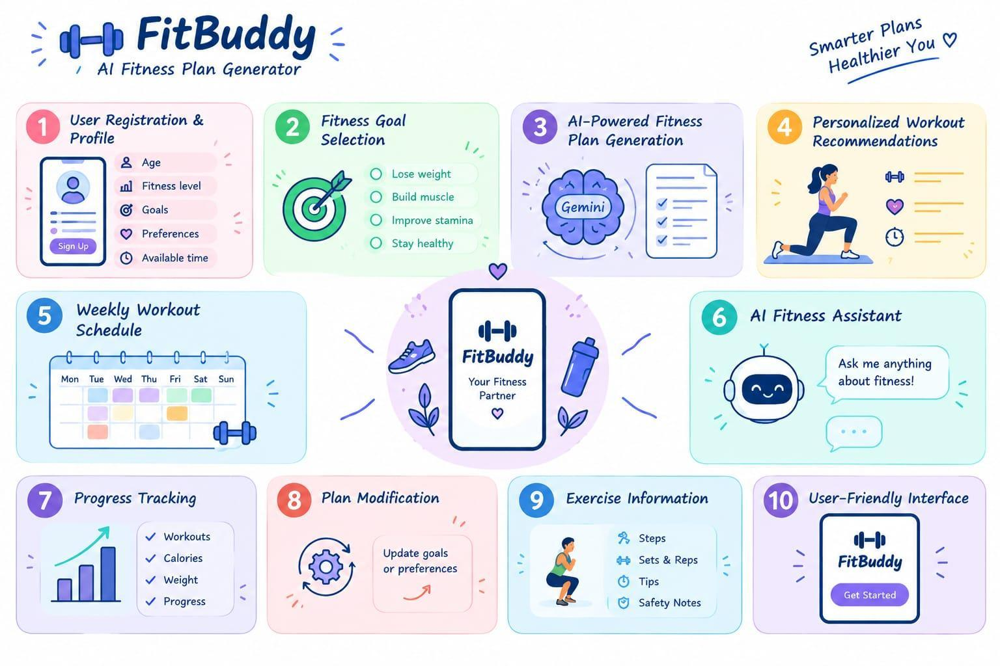 FitBuddy
AI Fitness Plan Generator
Smarter Plans
Healthier You
1
User Registration &
Profile
Sign Up
Age
Fitness level
Goals
Preferences
Available time
2
Fitness Goal
Selection
Lose weight
Build muscle
Improve stamina
Stay healthy
3
AI-Powered Fitness
Plan Generation
Gemini
4
Personalized Workout
Recommendations
5
Weekly Workout
Schedule
Mon Tue Wed Thu Fri Sat Sun
FitBuddy
Your Fitness
Partner
6
AI Fitness Assistant
Ask me anything
about fitness!
7
Progress Tracking
Workouts
Calories
Weight
Progress
8
Plan Modification
Update goals
or preferences
9
Exercise Information
Steps
Sets & Reps
Tips
Safety Notes
10
User-Friendly Interface
FitBuddy
Get Started